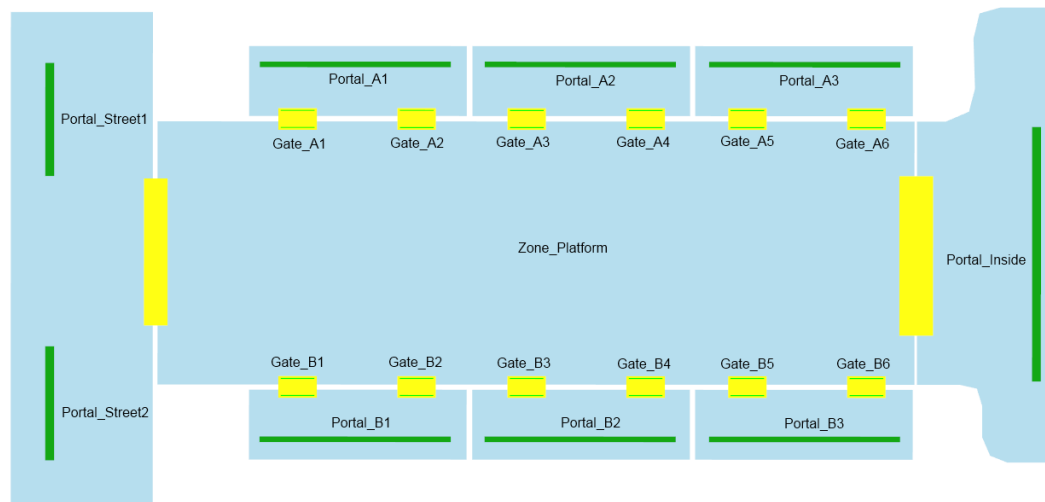 Portal_A1
Portal_A2
Portal_A3
Portal_Street1
Gate_A1
Gate_A2
Gate_A3
Gate_A4
Gate_A5
Gate_A6
Zone_Platform
Portal_Inside
Gate_B1
Gate_B2
Gate_B3
Gate_B4
Gate_B5
Gate_B6
Portal_Street2
Portal_B1
Portal_B2
Portal_B3